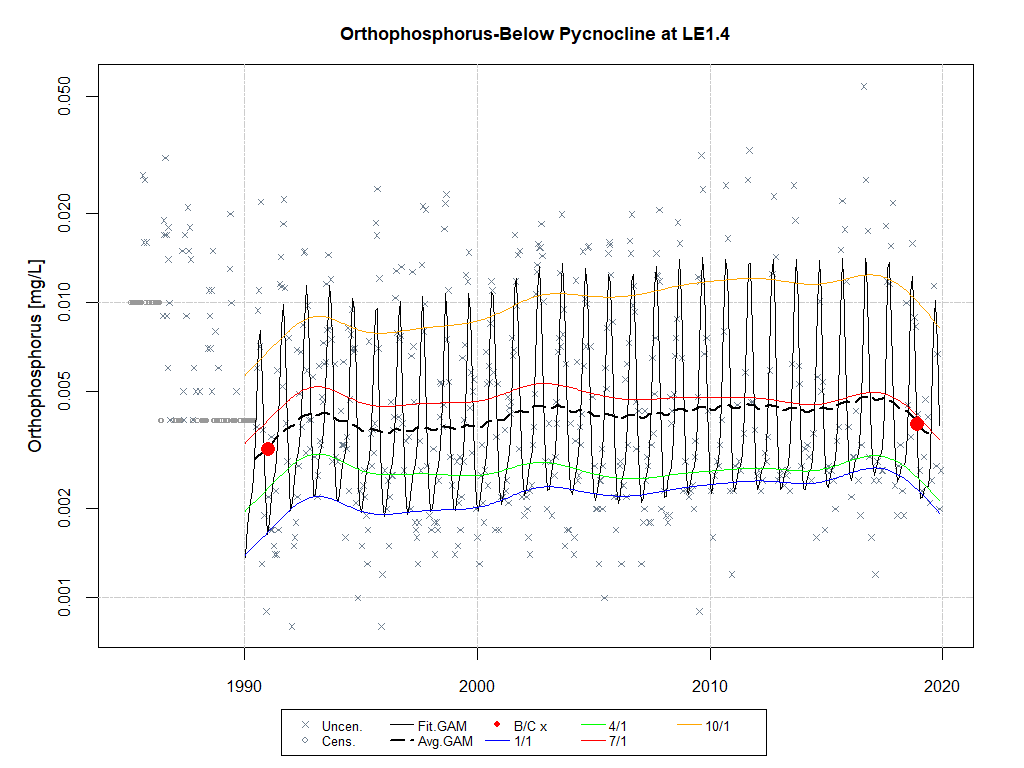 Orthophosphorus-Below Pycnocline at LE1.4
Orthophosphorus [mg/L]
0.050
0.020
0.010
0.005
0.002
0.001
1990 2000 2010 2020
Uncen. Fit.GAM B/C x 4/1 10/1
Cens. Avg.GAM 1/1 7/1